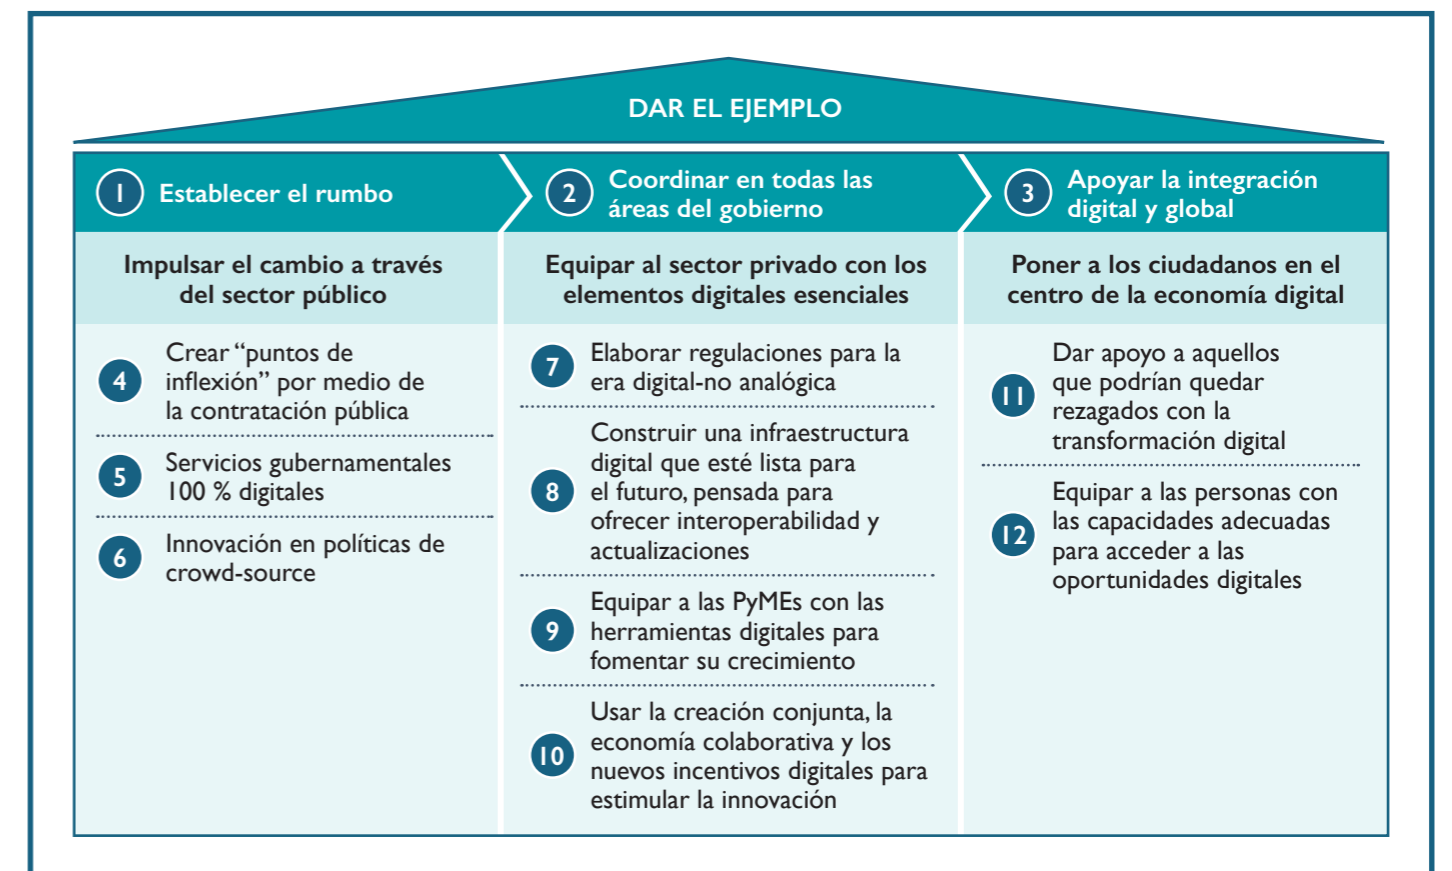 DAR EL EJEMPLO
1 Establecer el rumbo
2 Coordinar en todas las
áreas del gobierno
3 Apoyar la integración
digital y global
Impulsar el cambio a través
del sector público
4 Crear “puntos de
inflexión” por medio de
la contratación pública
5 Servicios gubernamentales
100 % digitales
6 Innovación en políticas de
crowd-source
Equipar al sector privado con los
elementos digitales esenciales
7 Elaborar regulaciones para la
era digital-no analógica
8 Construir una infraestructura
digital que esté lista para
el futuro, pensada para
ofrecer interoperabilidad y
actualizaciones
9 Equipar a las PyMEs con las
herramientas digitales para
fomentar su crecimiento
10 Usar la creación conjunta, la
economía colaborativa y los
nuevos incentivos digitales para
estimular la innovación
Poner a los ciudadanos en el
centro de la economía digital
11 Dar apoyo a aquellos
que podrían quedar
rezagados con la
transformación digital
12 Equipar a las personas con
las capacidades adecuadas
para acceder a las
oportunidades digitales